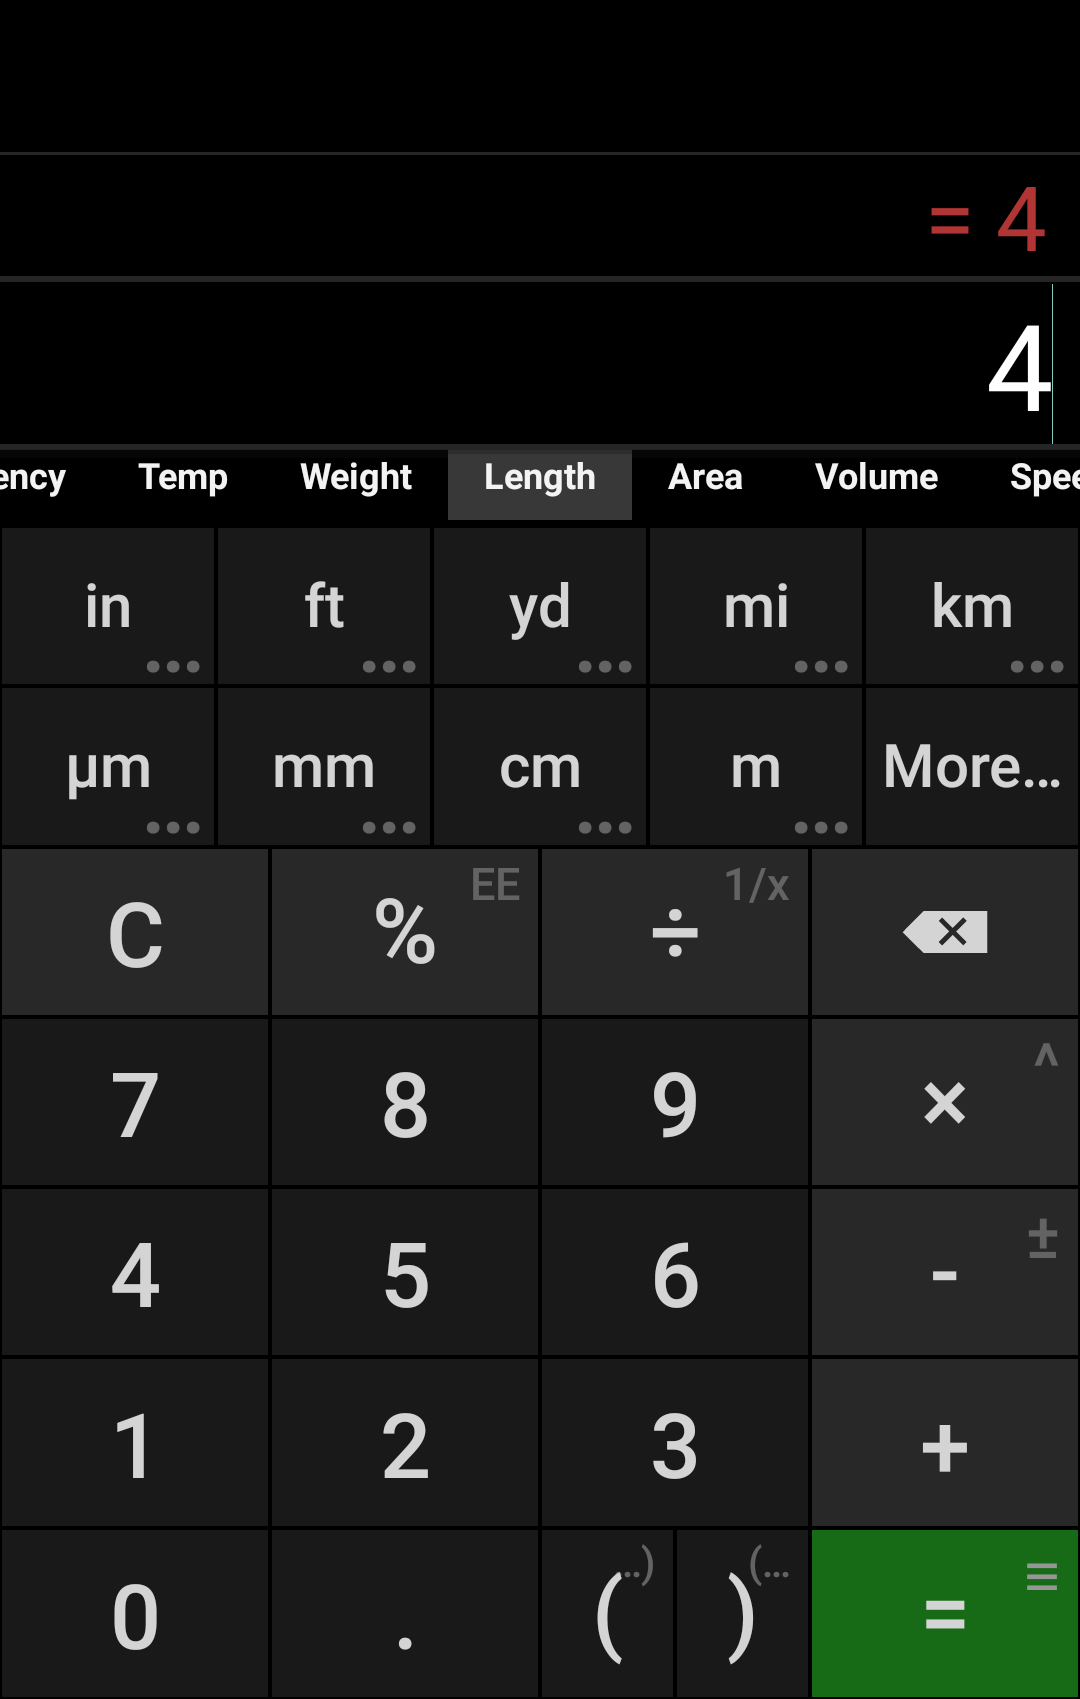 = 4
4
ency Temp Weight Length Area Volume Spee
in ft yd mi km
μm mm cm m More...
C % EE ÷ 1/x
7 8 9 × ^
4 5 6 - ±
1 2 3 +
0 . ( ..) ) (... = ≡